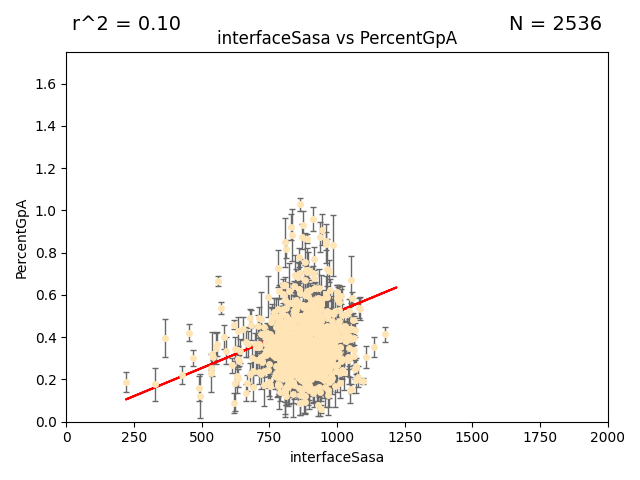 r^2 = 0.10
N = 2536
interfaceSasa vs PercentGpA
PercentGpA
1.6
1.4
1.2
1.0
0.8
0.6
0.4
0.2
0.0
0 250 500 750 1000 1250 1500 1750 2000
interfaceSasa